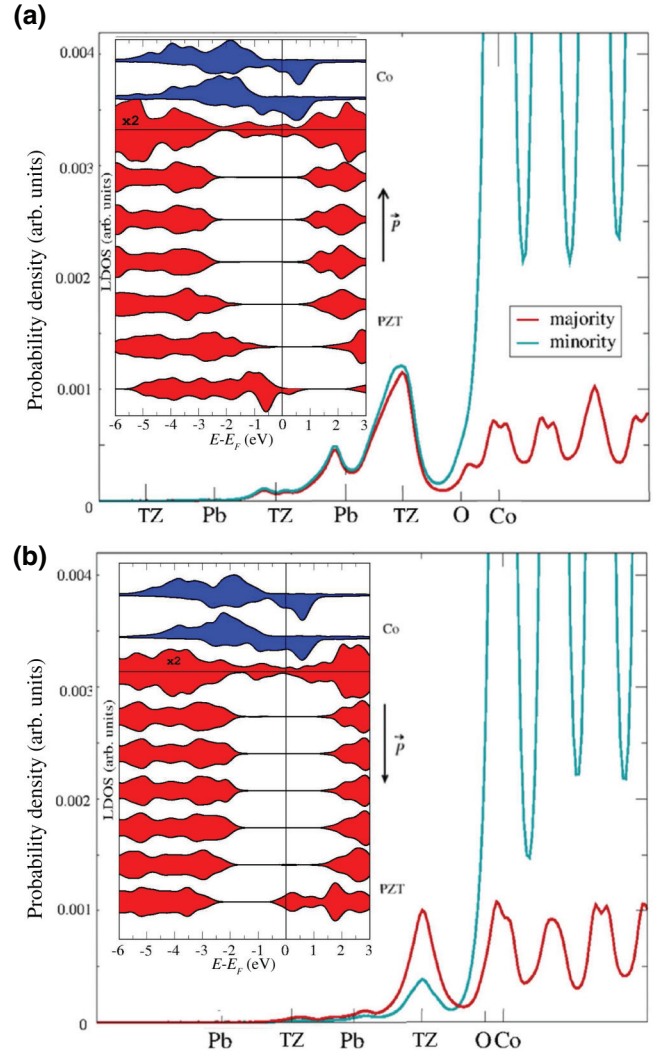 (a)
0.004
0.003
0.002
0.001
0
Probability density (arb. units)
x2
LDOS (arb. units)
-6 -5 -4 -3 -2 -1 0 1 2 3
E-E_F (eV)
Co
p
PZT
majority
minority
TZ Pb TZ Pb TZ O Co
(b)
0.004
0.003
0.002
0.001
0
Probability density (arb. units)
x2
LDOS (arb. units)
-6 -5 -4 -3 -2 -1 0 1 2 3
E-E_F (eV)
Co
p
PZT
Pb TZ Pb TZ O Co